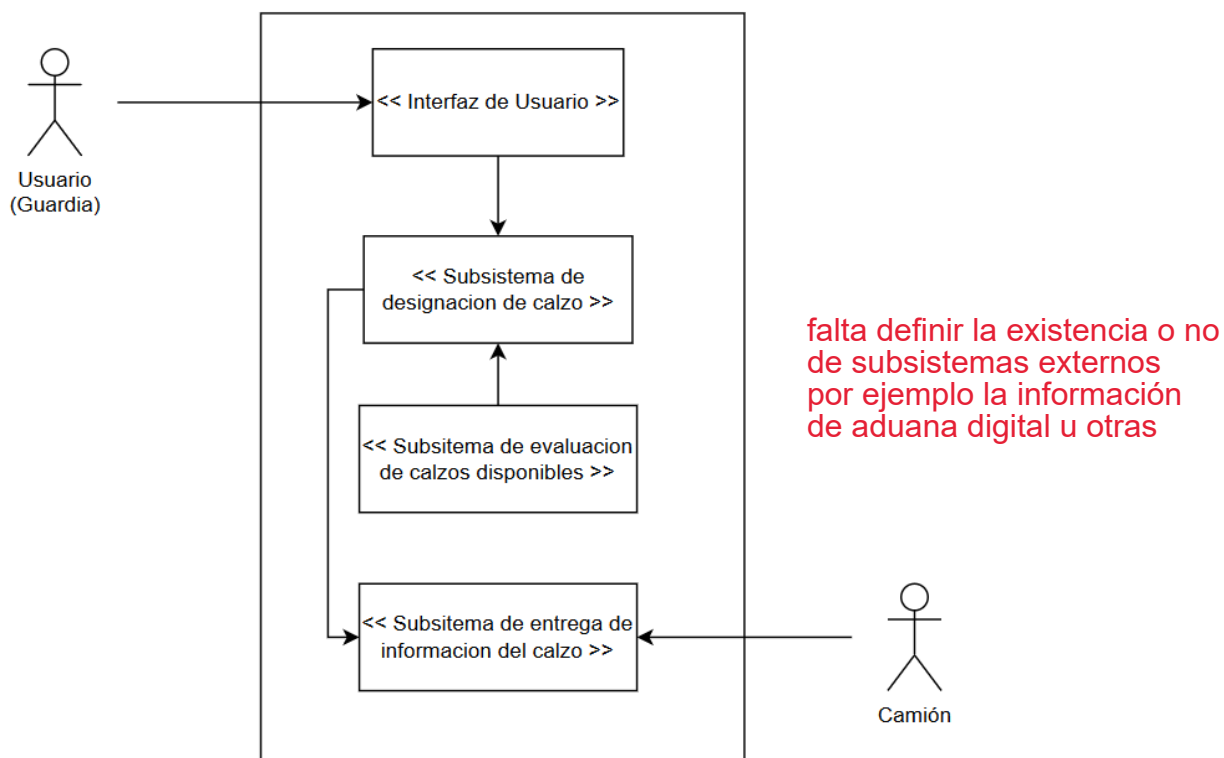 << Interfaz de Usuario >>
Usuario
(Guardia)
<< Subsistema de
designacion de calzo >>
falta definir la existencia o no
de subsistemas externos
por ejemplo la información
de aduana digital u otras
<< Subsitema de evaluacion
de calzos disponibles >>
<< Subsitema de entrega de
informacion del calzo >>
Camión